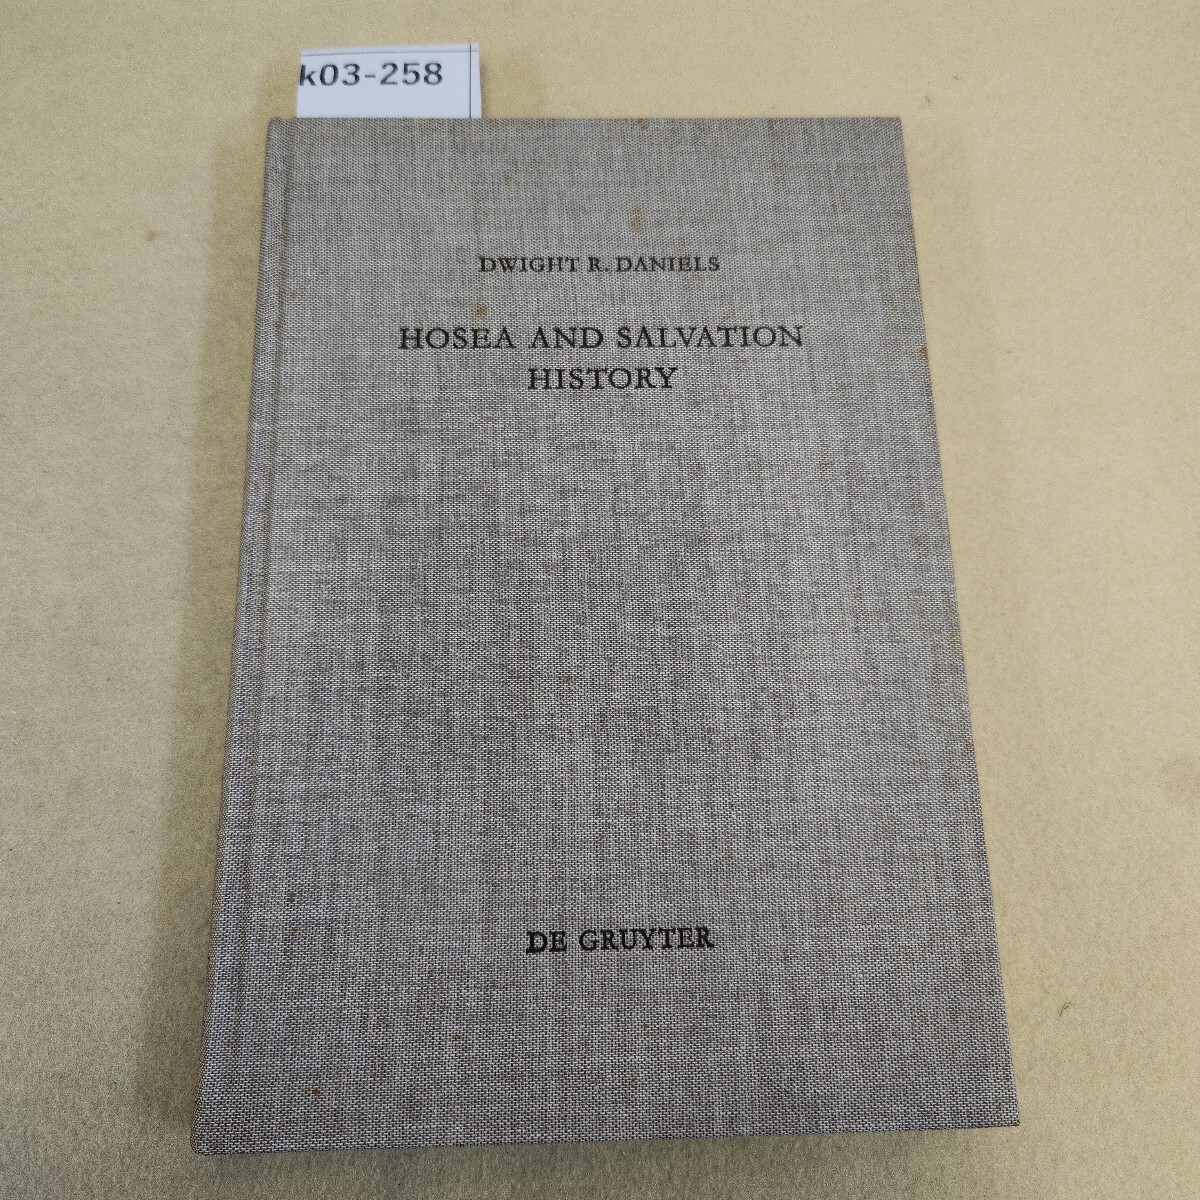 k03-258
DWIGHT R. DANIELS
HOSEA AND SALVATION
HISTORY
DE GRUYTER